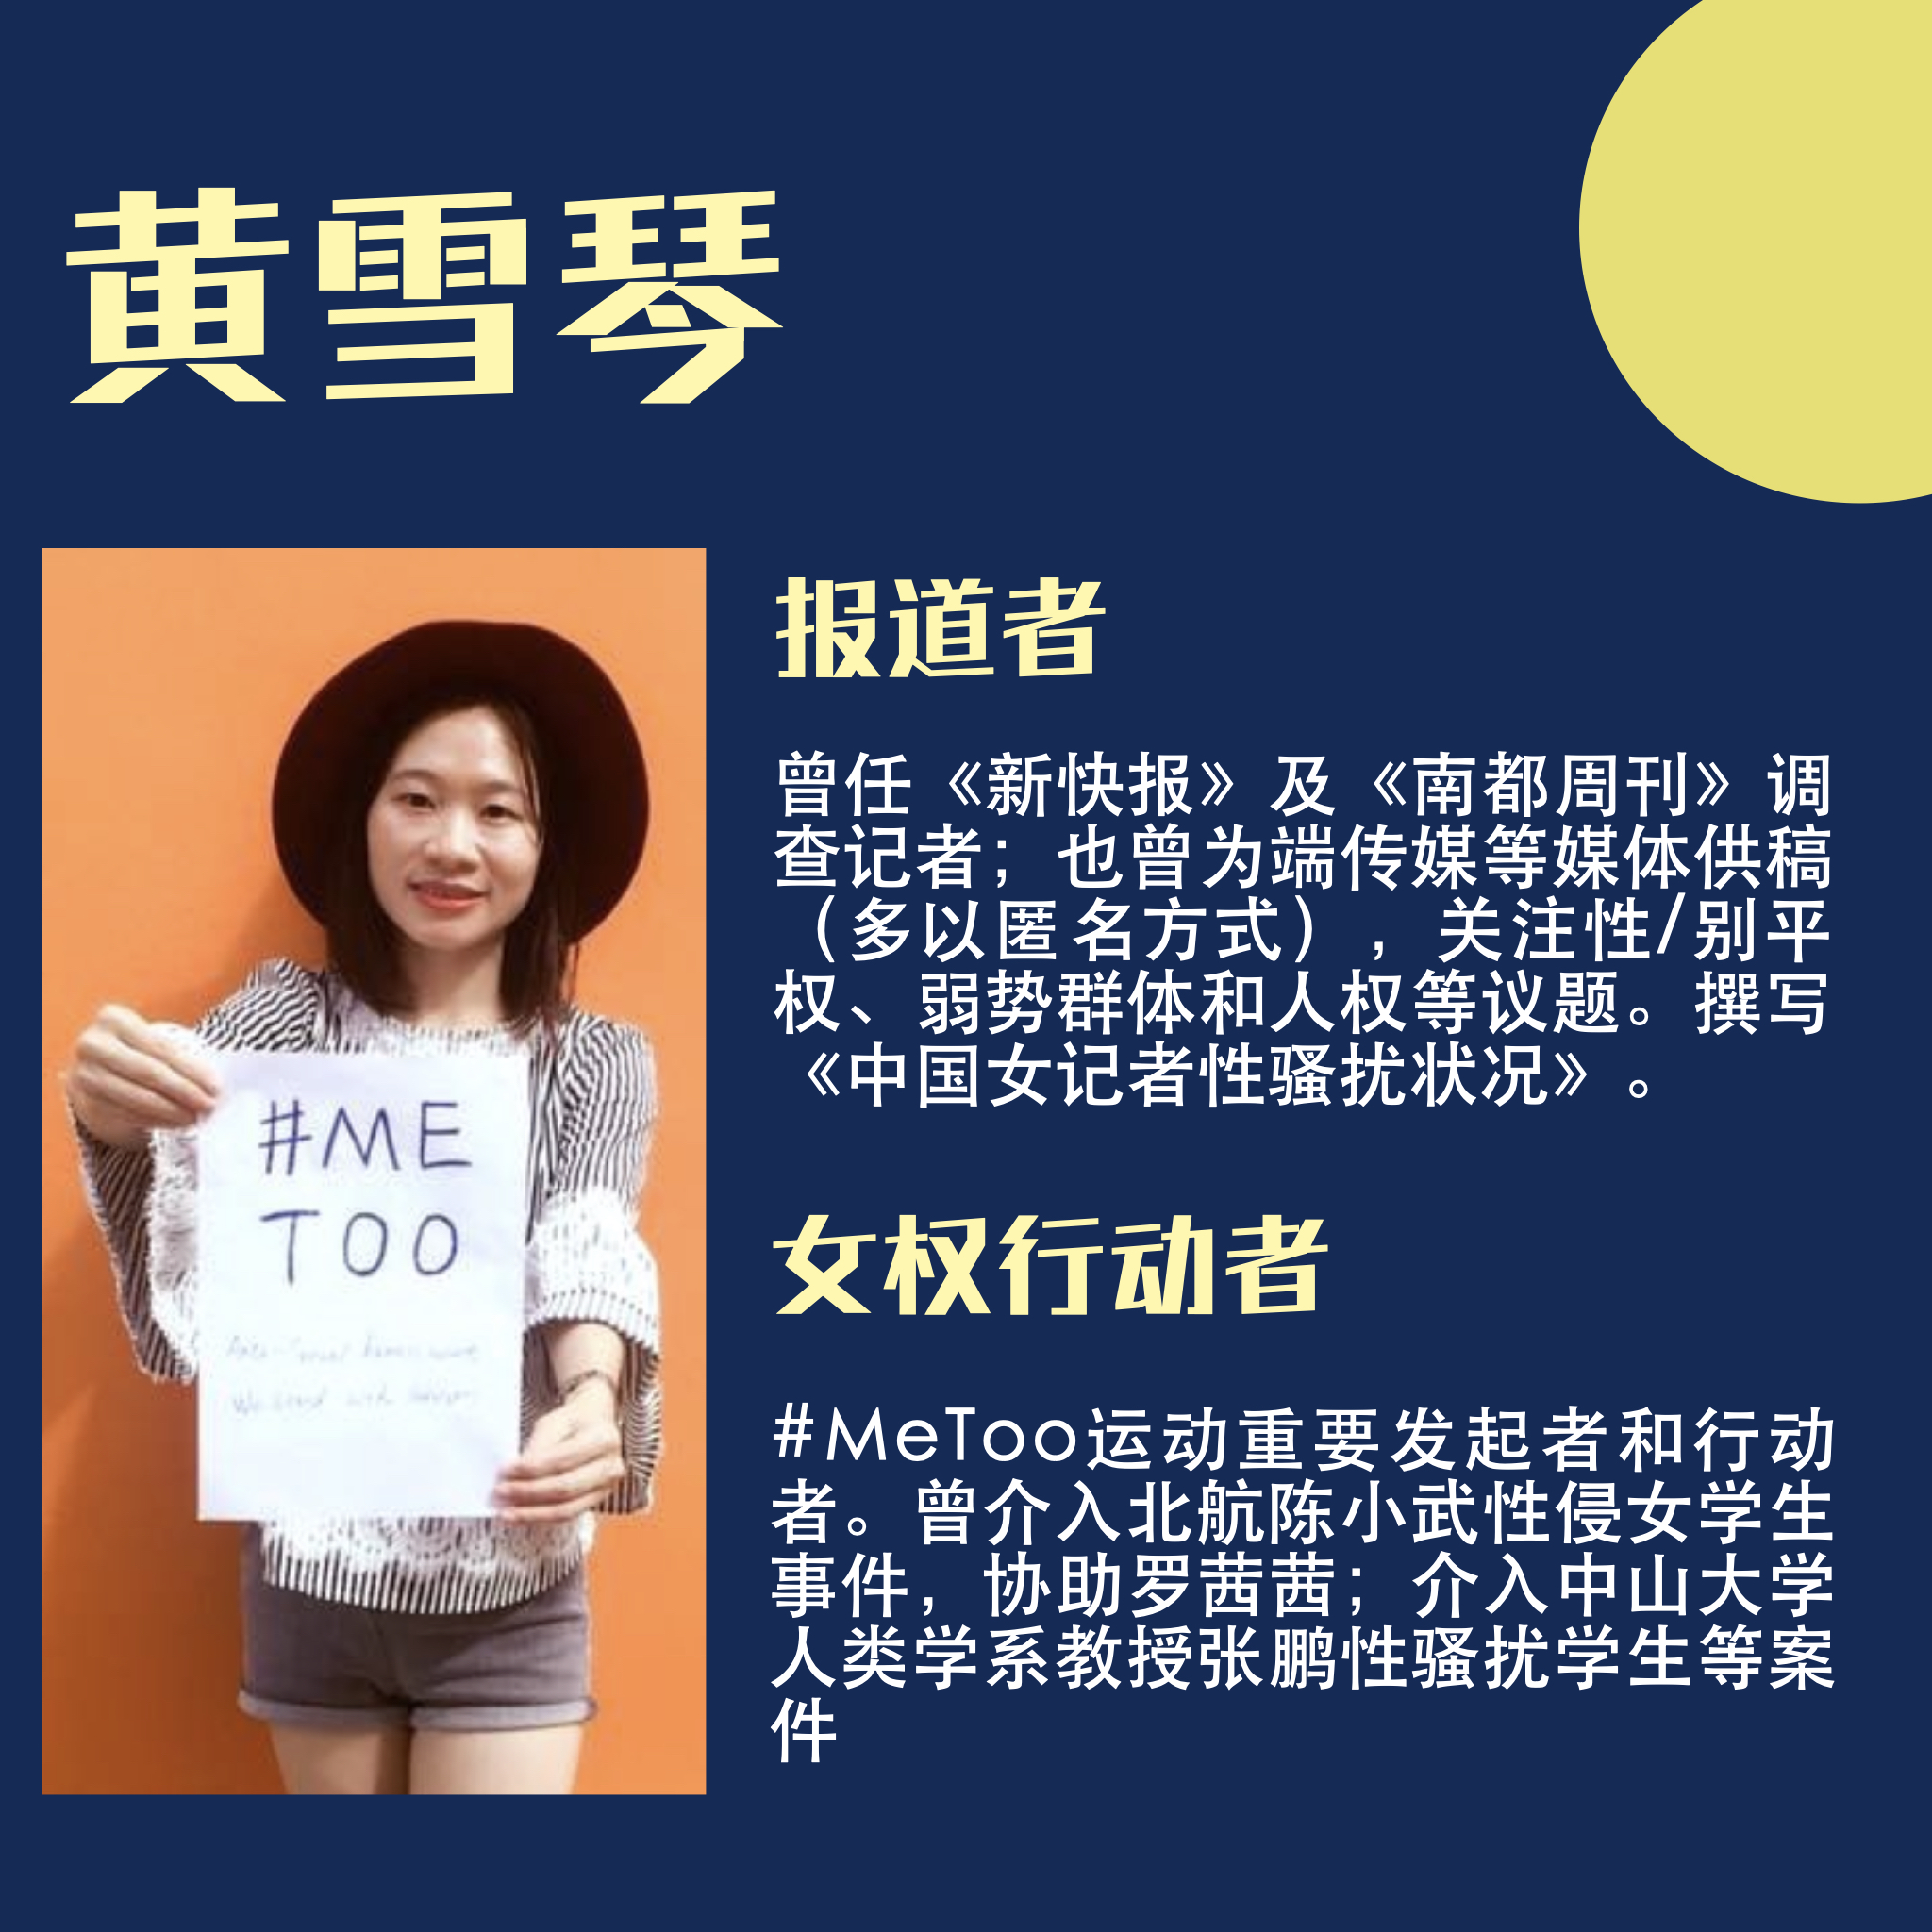 黄雪琴
报道者
曾任《新快报》及《南都周刊》调
查记者；也曾为端传媒等媒体供稿
（多以匿名方式），关注性/别平
权、弱势群体和人权等议题。撰写
《中国女记者性骚扰状况》。
#ME
TOO
We stand with
女权行动者
#MeToo运动重要发起者和行动
者。曾介入北航陈小武性侵女学生
事件，协助罗茜茜；介入中山大学
人类学系教授张鹏性骚扰学生等案
件